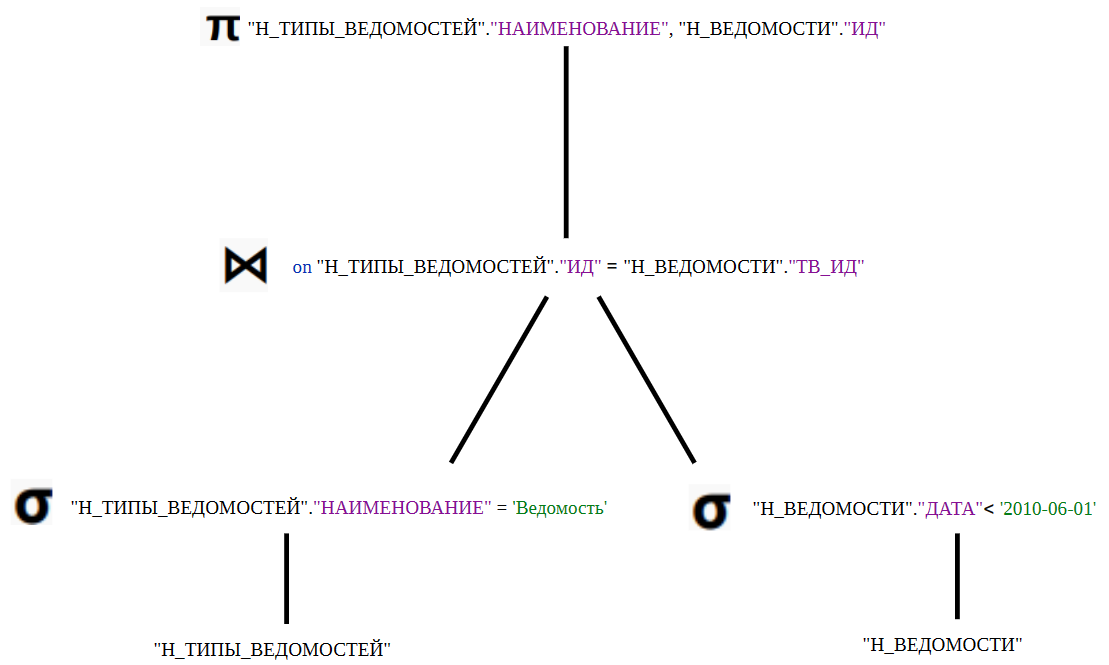 π "Н_ТИПЫ_ВЕДОМОСТЕЙ"."НАИМЕНОВАНИЕ", "Н_ВЕДОМОСТИ"."ИД"
⋈ on "Н_ТИПЫ_ВЕДОМОСТЕЙ"."ИД" = "Н_ВЕДОМОСТИ"."ТВ_ИД"
σ "Н_ТИПЫ_ВЕДОМОСТЕЙ"."НАИМЕНОВАНИЕ" = 'Ведомость'
σ "Н_ВЕДОМОСТИ"."ДАТА"< '2010-06-01'
"Н_ТИПЫ_ВЕДОМОСТЕЙ"
"Н_ВЕДОМОСТИ"